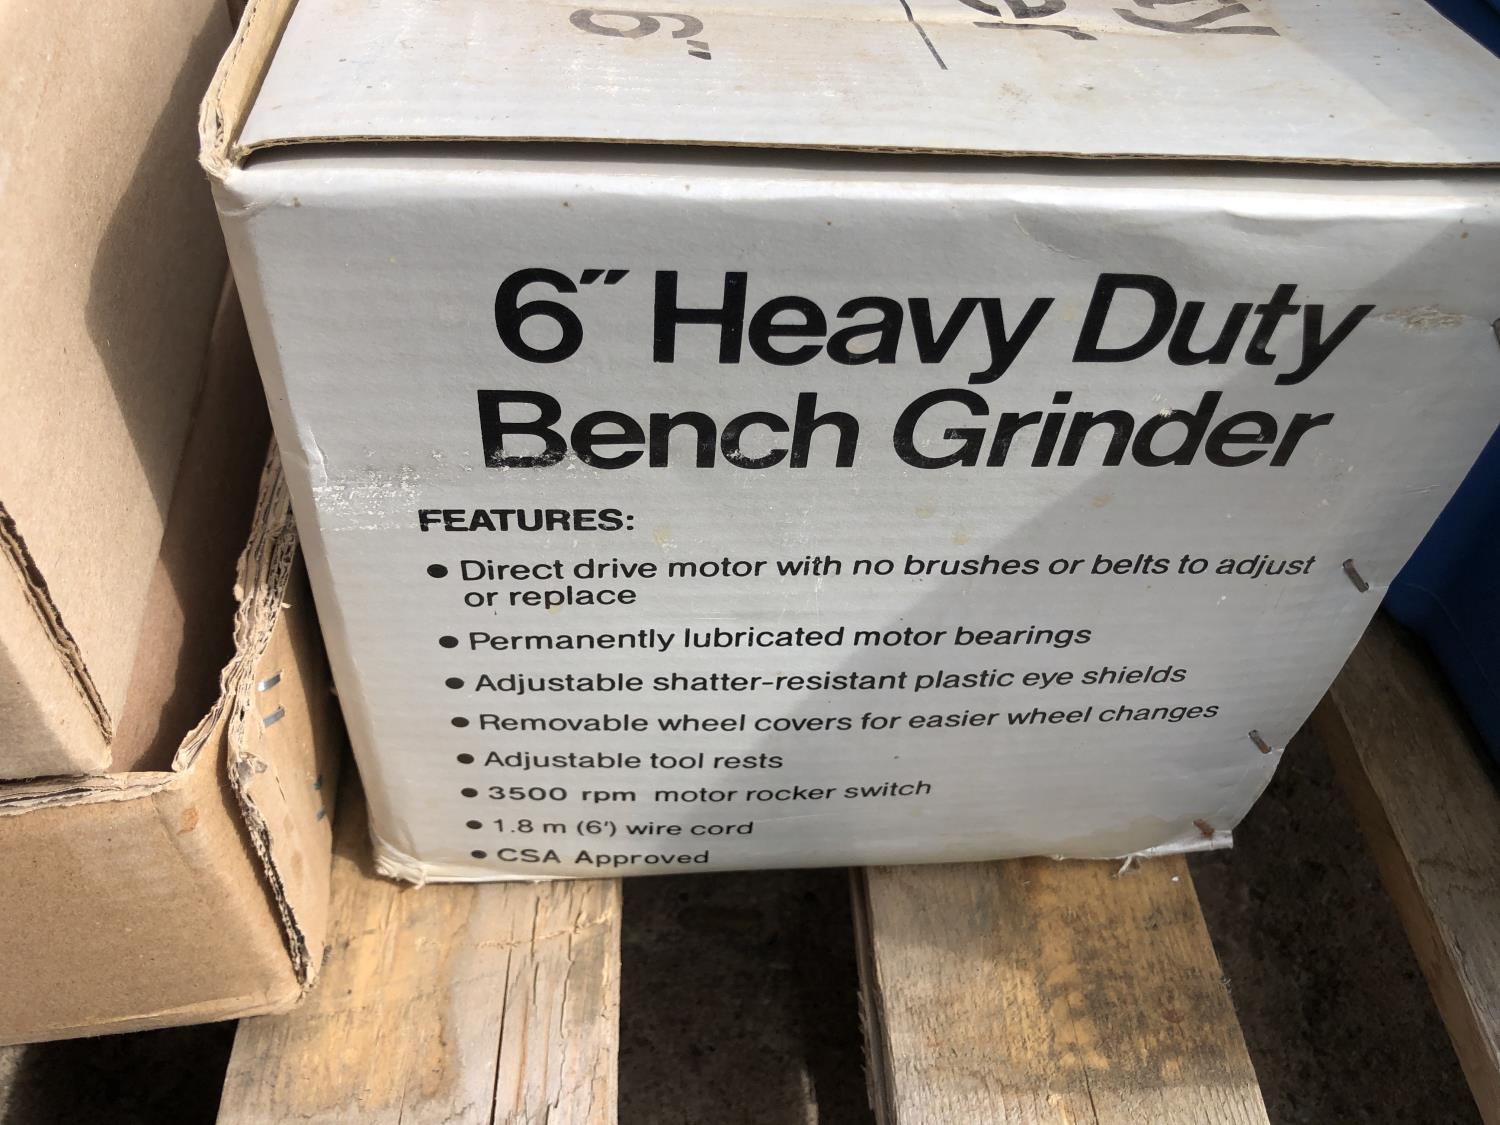 6"
6" Heavy Duty
Bench Grinder
FEATURES:
• Direct drive motor with no brushes or belts to adjust
or replace
• Permanently lubricated motor bearings
• Adjustable shatter-resistant plastic eye shields
• Removable wheel covers for easier wheel changes
• Adjustable tool rests
• 3500 rpm motor rocker switch
• 1.8 m (6') wire cord
• CSA Approved